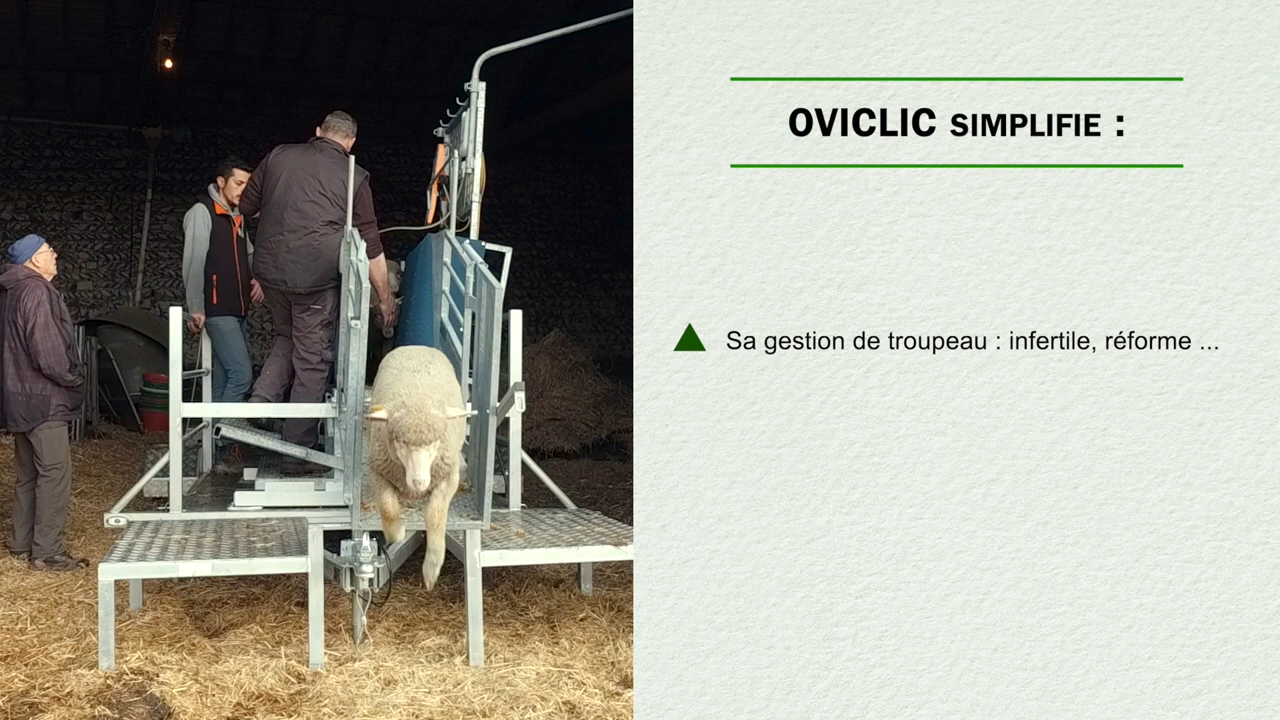 OVICLIC SIMPLIFIE :
Sa gestion de troupeau : infertile, réforme ...